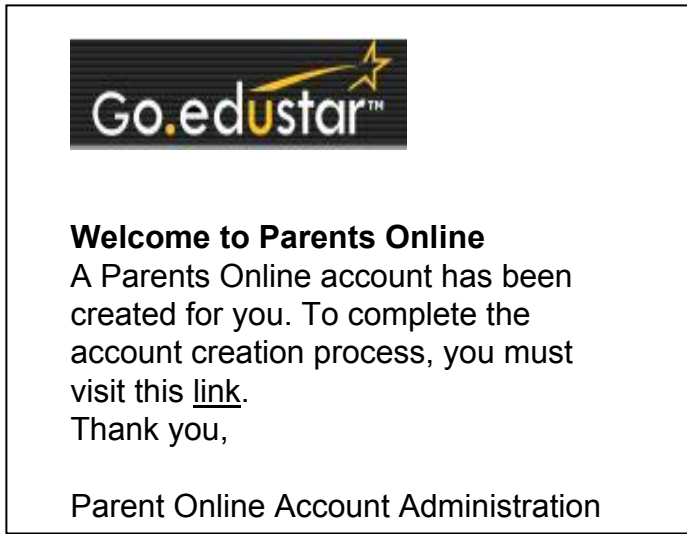 Go.edustar™
Welcome to Parents Online
A Parents Online account has been
created for you. To complete the
account creation process, you must
visit this link.
Thank you,
Parent Online Account Administration